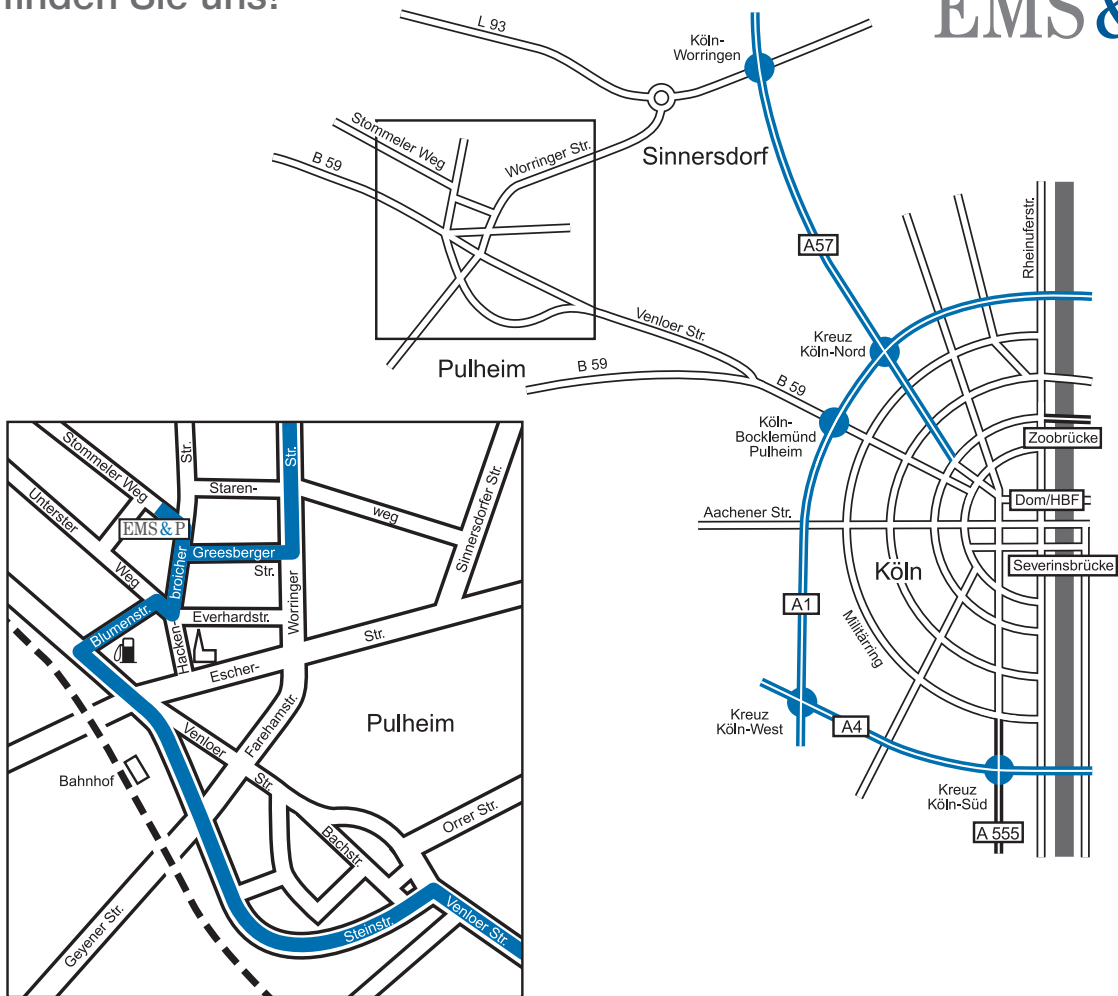 finden Sie uns?
EMS &
L 93
Köln-
Worringen
Stommeler Weg
Worringer Str.
Sinnersdorf
B 59
A57
Rheinuferstr.
Venloer Str.
Kreuz
Köln-Nord
Pulheim
B 59
B 59
Köln-
Bocklemünd
Pulheim
Zoobrücke
Dom/HBF
Aachener Str.
Severinsbrücke
Köln
A1
Militärring
Kreuz
Köln-West
A4
Kreuz
Köln-Süd
A 555
Stommeler Weg
Str.
Str.
Staren-
weg
Unterster
Weg
EMS & P
Greesberger
Str.
broicher
Hacken-
Sinnersdorfer Str.
Worringer
Blumenstr.
Everhardstr.
Escher-
Str.
Farehamstr.
Pulheim
Venloer
Str.
Bahnhof
Bachstr.
Orrer Str.
Geyener Str.
Steinstr.
Venloer Str.